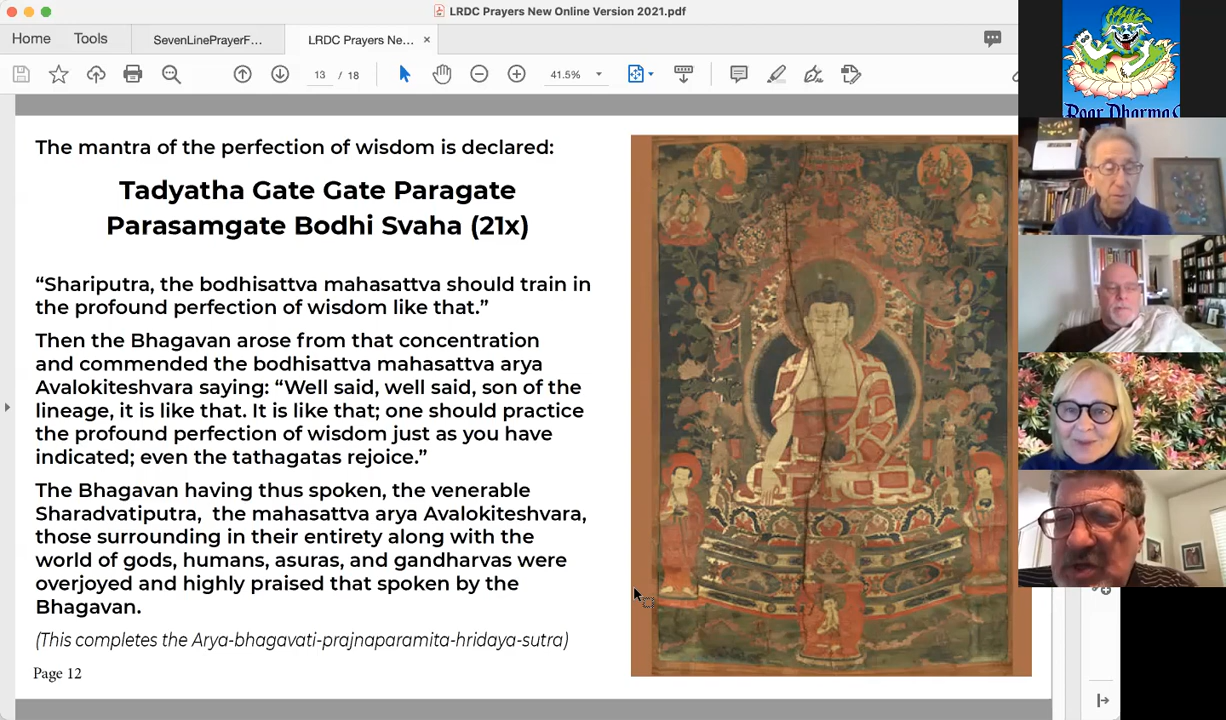 LRDC Prayers New Online Version 2021.pdf
Home
Tools
SevenLinePrayerF...
LRDC Prayers Ne...
×
13 / 18
41.5%
The mantra of the perfection of wisdom is declared:
Tadyatha Gate Gate Paragate
Parasamgate Bodhi Svaha (21x)
“Shariputra, the bodhisattva mahasattva should train in
the profound perfection of wisdom like that.”
Then the Bhagavan arose from that concentration
and commended the bodhisattva mahasattva arya
Avalokiteshvara saying: “Well said, well said, son of the
lineage, it is like that. It is like that; one should practice
the profound perfection of wisdom just as you have
indicated; even the tathagatas rejoice.”
The Bhagavan having thus spoken, the venerable
Sharadvatiputra,  the mahasattva arya Avalokiteshvara,
those surrounding in their entirety along with the
world of gods, humans, asuras, and gandharvas were
overjoyed and highly praised that spoken by the
Bhagavan.
(This completes the Arya-bhagavati-prajnaparamita-hridaya-sutra)
Page 12
Roar Dharma